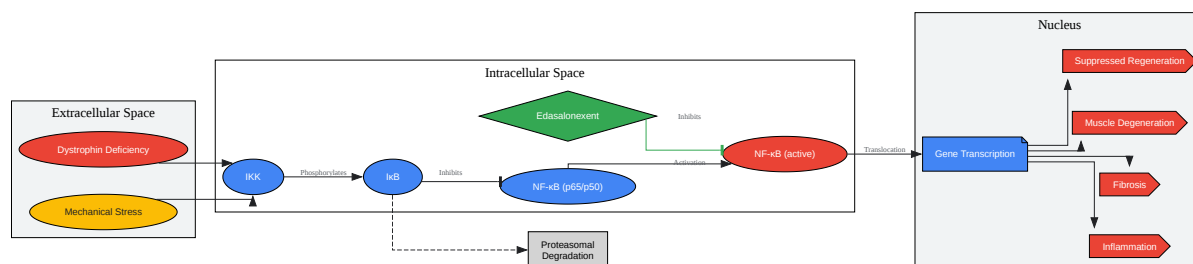 Nucleus
Suppressed Regeneration
Intracellular Space
Edasalonexent
Inhibits
Extracellular Space
Muscle Degeneration
Dystrophin Deficiency
NF-κB (active)
Translocation
Gene Transcription
Activation
IKK
Phosphorylates
IκB
Inhibits
NF-κB (p65/p50)
Fibrosis
Mechanical Stress
Proteasomal
Degradation
Inflammation